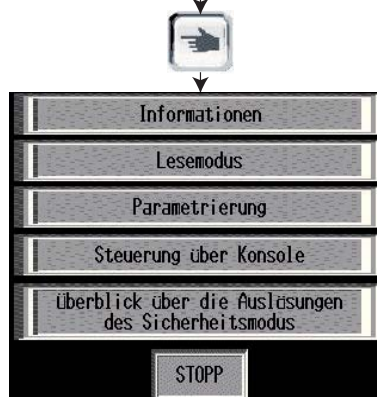 Informationen
Lesemodus
Parametrierung
Steuerung über Konsole
überblick über die Auslösungen
des Sicherheitsmodus
STOPP